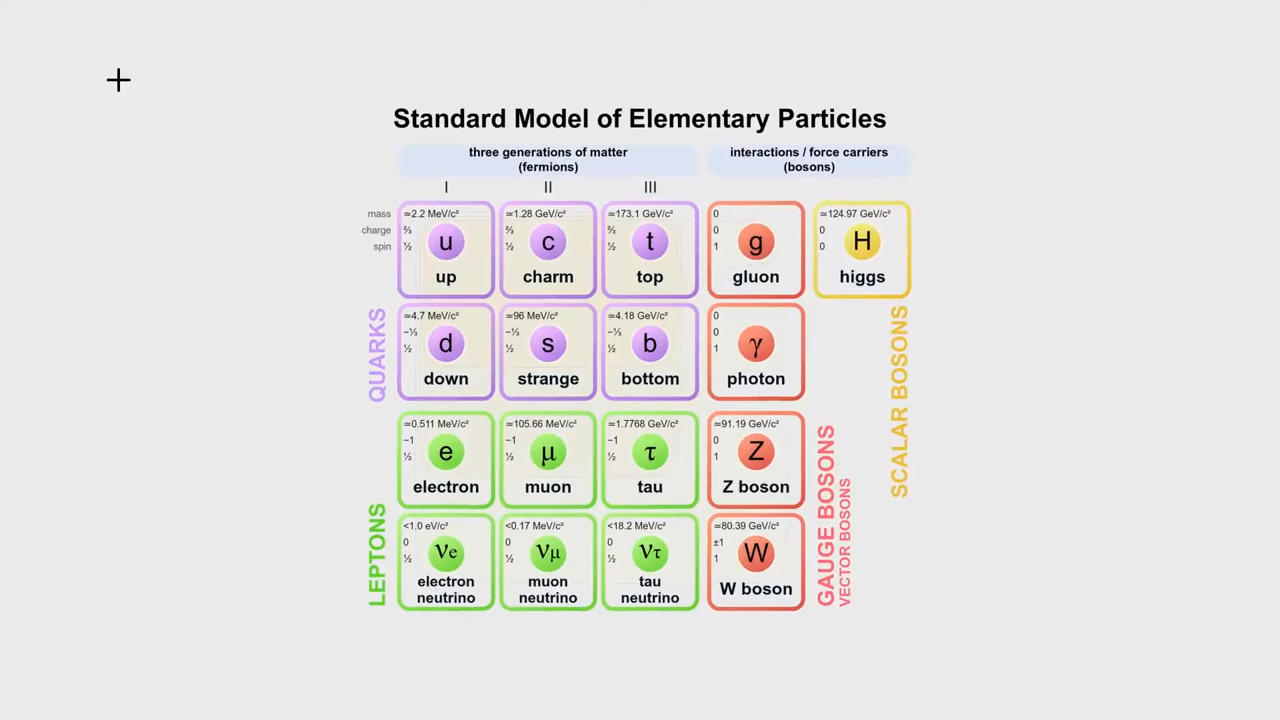 Standard Model of Elementary Particles
three generations of matter
(fermions)
interactions / force carriers
(bosons)
I II III
mass ≃2.2 MeV/c² ≃1.28 GeV/c² ≃173.1 GeV/c² 0 ≃124.97 GeV/c²
charge ⅔ ⅔ ⅔ 0 0
spin ½ ½ ½ 1 0
u c t g H
up charm top gluon higgs
QUARKS
≃4.7 MeV/c² ≃96 MeV/c² ≃4.18 GeV/c² 0
−⅓ −⅓ −⅓ 0
½ ½ ½ 1
d s b γ
down strange bottom photon
SCALAR BOSONS
≃0.511 MeV/c² ≃105.66 MeV/c² ≃1.7768 GeV/c² ≃91.19 GeV/c²
−1 −1 −1 0
½ ½ ½ 1
e μ τ Z
electron muon tau Z boson
LEPTONS
<1.0 eV/c² <0.17 MeV/c² <18.2 MeV/c² ≃80.39 GeV/c²
0 0 0 ±1
½ ½ ½ 1
νe νμ ντ W
electron
neutrino
muon
neutrino
tau
neutrino
W boson
GAUGE BOSONS
VECTOR BOSONS